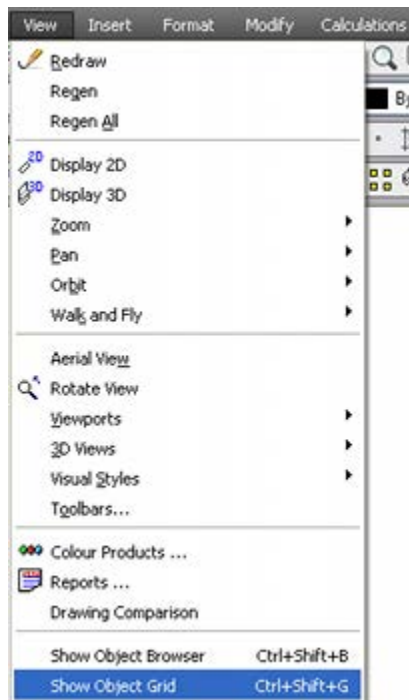 View Insert Format Modify Calculations
Redraw
Regen
Regen All
2D Display 2D
3D Display 3D
Zoom
Pan
Orbit
Walk and Fly
Aerial View
Rotate View
Viewports
3D Views
Visual Styles
Toolbars...
Colour Products ...
Reports ...
Drawing Comparison
Show Object Browser Ctrl+Shift+B
Show Object Grid Ctrl+Shift+G